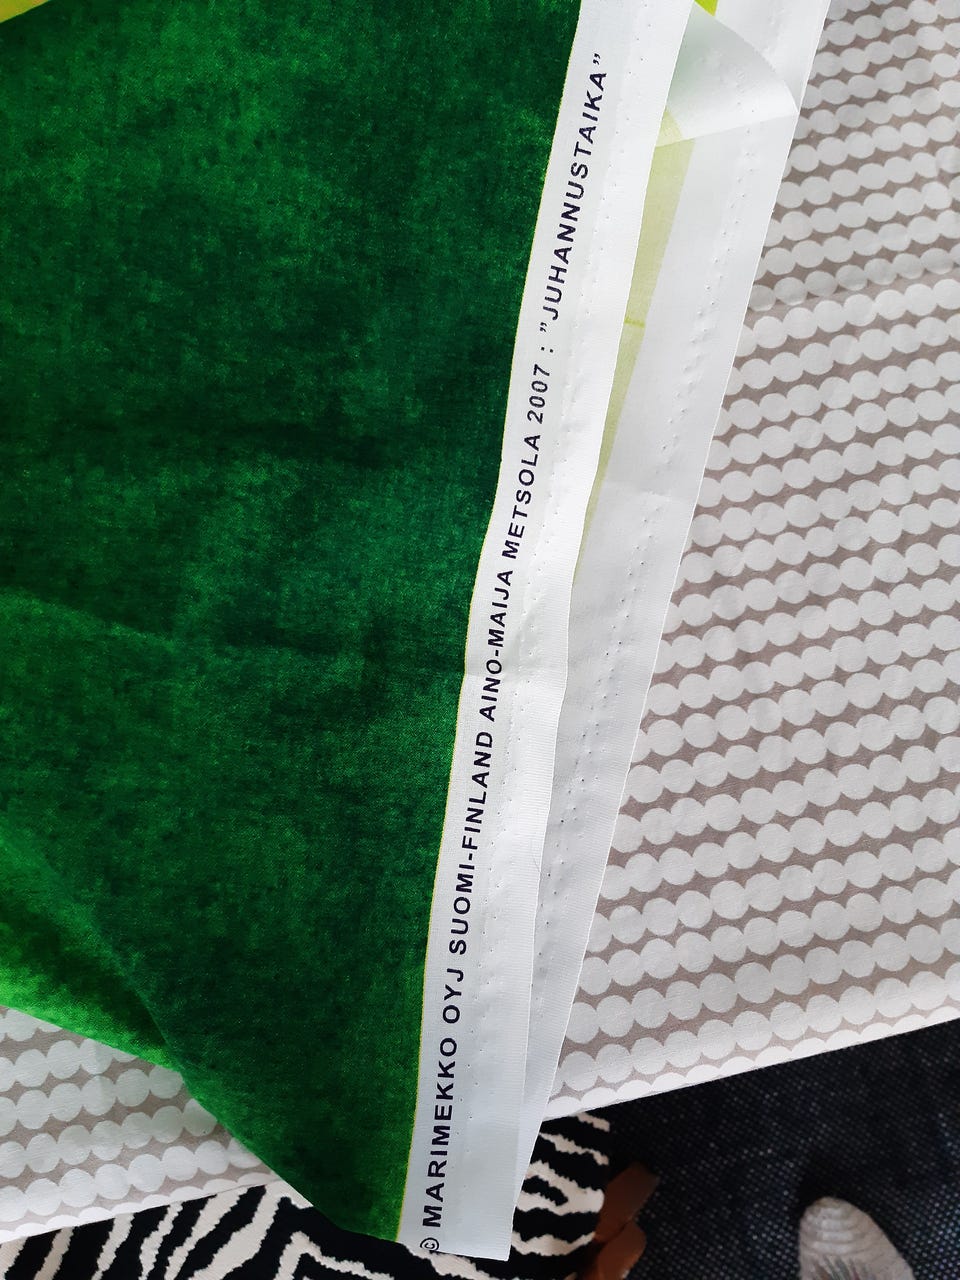 © MARIMEKKO OYJ SUOMI-FINLAND AINO-MAIJA METSOLA 2007 : ”JUHANNUSTAIKA”